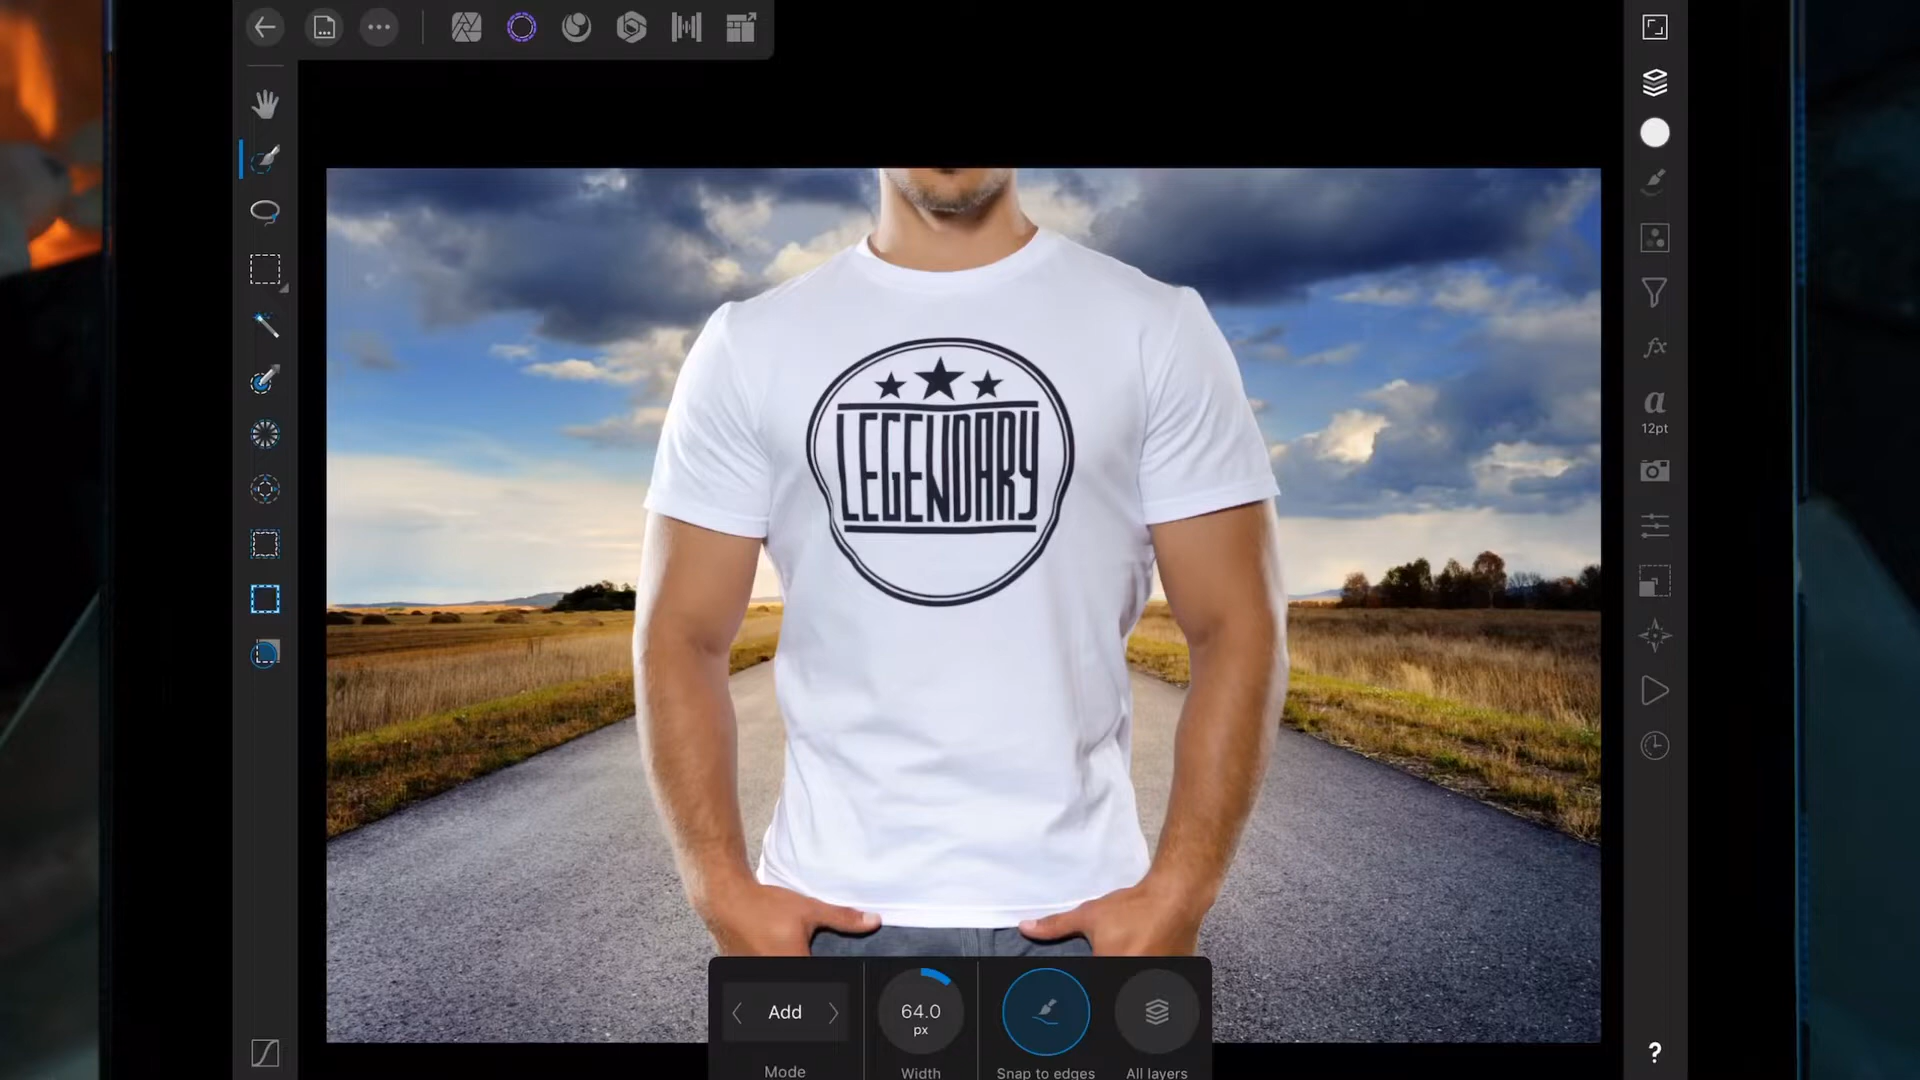 a
12pt
LEGENDARY
Add
64.0
px
Mode
Width
Snap to edges
All layers
?